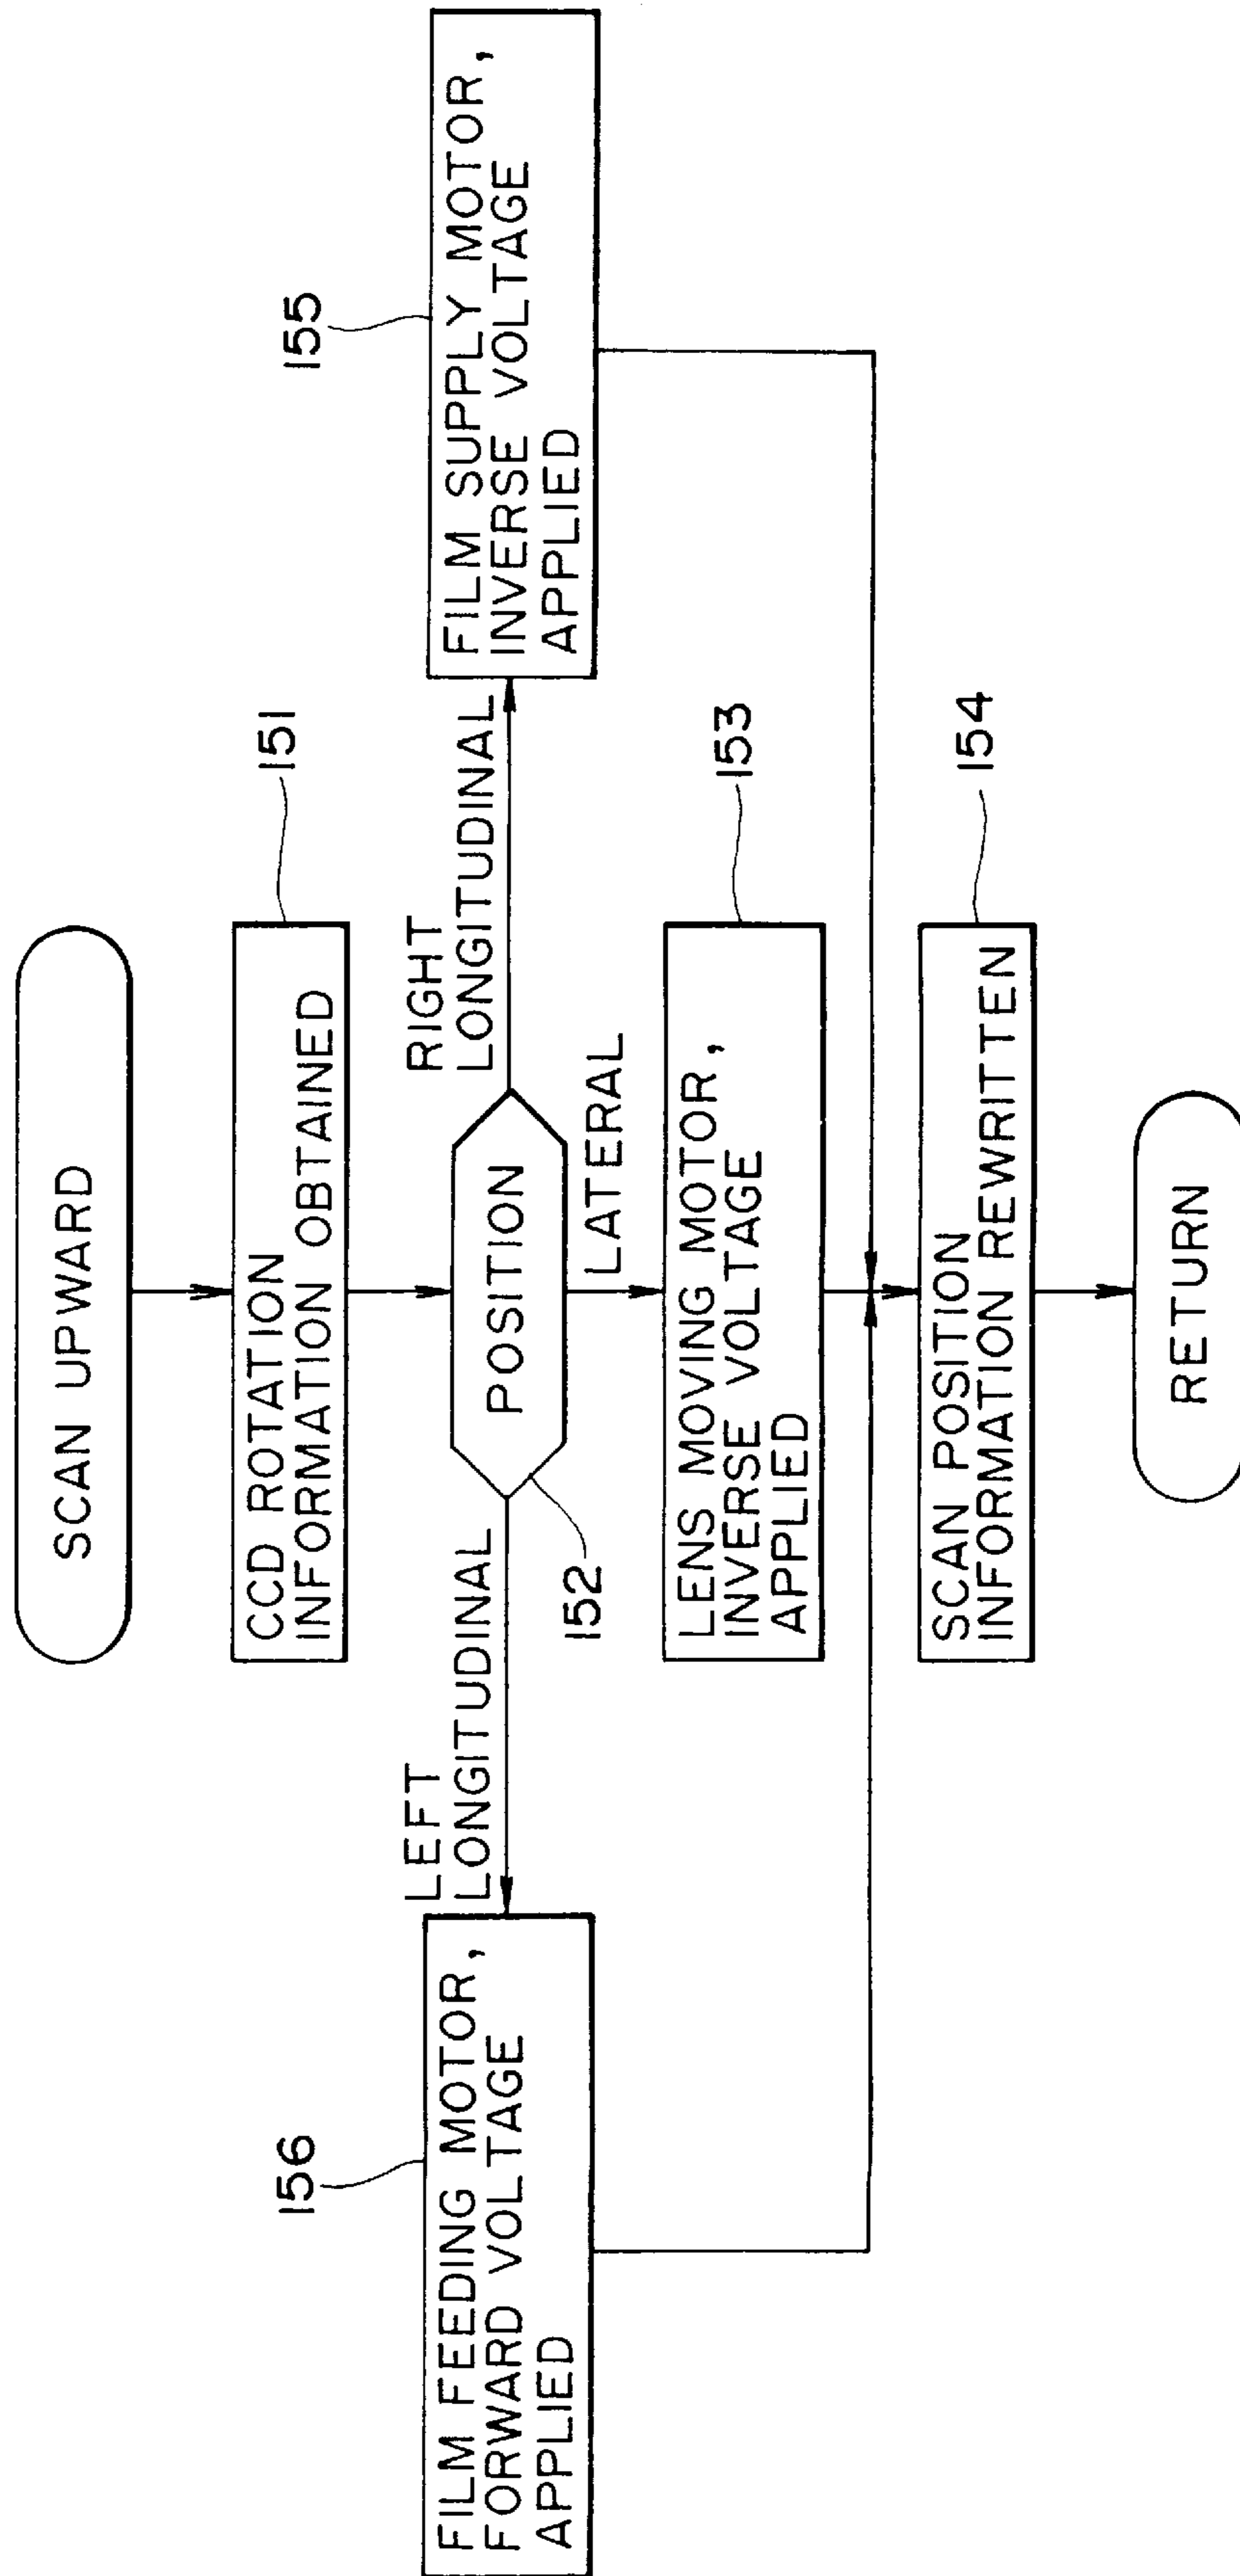 SCAN UPWARD
151
CCD ROTATION
INFORMATION OBTAINED
152
POSITION
LEFT
LONGITUDINAL
RIGHT
LONGITUDINAL
LATERAL
156
FILM FEEDING MOTOR,
FORWARD VOLTAGE
APPLIED
155
FILM SUPPLY MOTOR,
INVERSE VOLTAGE
APPLIED
153
LENS MOVING MOTOR,
INVERSE VOLTAGE
APPLIED
154
SCAN POSITION
INFORMATION REWRITTEN
RETURN